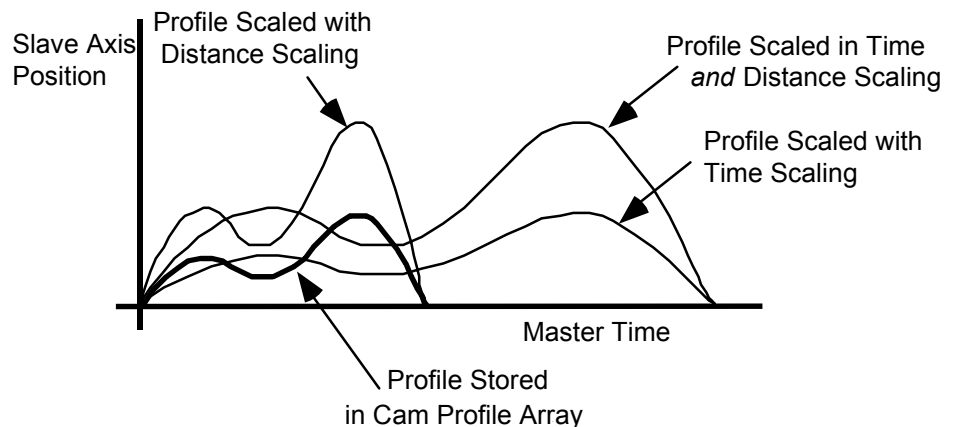 Profile Scaled with
Distance Scaling
Slave Axis
Position
Profile Scaled in Time
and Distance Scaling
Profile Scaled with
Time Scaling
Master Time
Profile Stored
in Cam Profile Array